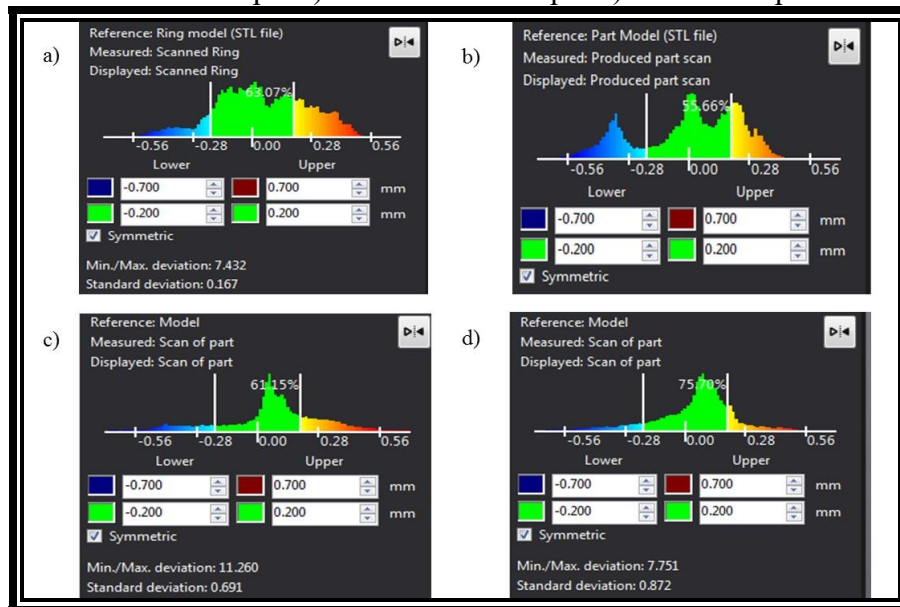 a)
Reference: Ring model (STL file)
Measured: Scanned Ring
Displayed: Scanned Ring
63.07%
-0.56 -0.28 0.00 0.28 0.56
Lower Upper
-0.700 0.700 mm
-0.200 0.200 mm
Symmetric
Min./Max. deviation: 7.432
Standard deviation: 0.167
b)
Reference: Part Model (STL file)
Measured: Produced part scan
Displayed: Produced part scan
55.66%
-0.56 -0.28 0.00 0.28 0.56
Lower Upper
-0.700 0.700 mm
-0.200 0.200 mm
Symmetric
c)
Reference: Model
Measured: Scan of part
Displayed: Scan of part
61.15%
-0.56 -0.28 0.00 0.28 0.56
Lower Upper
-0.700 0.700 mm
-0.200 0.200 mm
Symmetric
Min./Max. deviation: 11.260
Standard deviation: 0.691
d)
Reference: Model
Measured: Scan of part
Displayed: Scan of part
75.70%
-0.56 -0.28 0.00 0.28 0.56
Lower Upper
-0.700 0.700 mm
-0.200 0.200 mm
Symmetric
Min./Max. deviation: 7.751
Standard deviation: 0.872